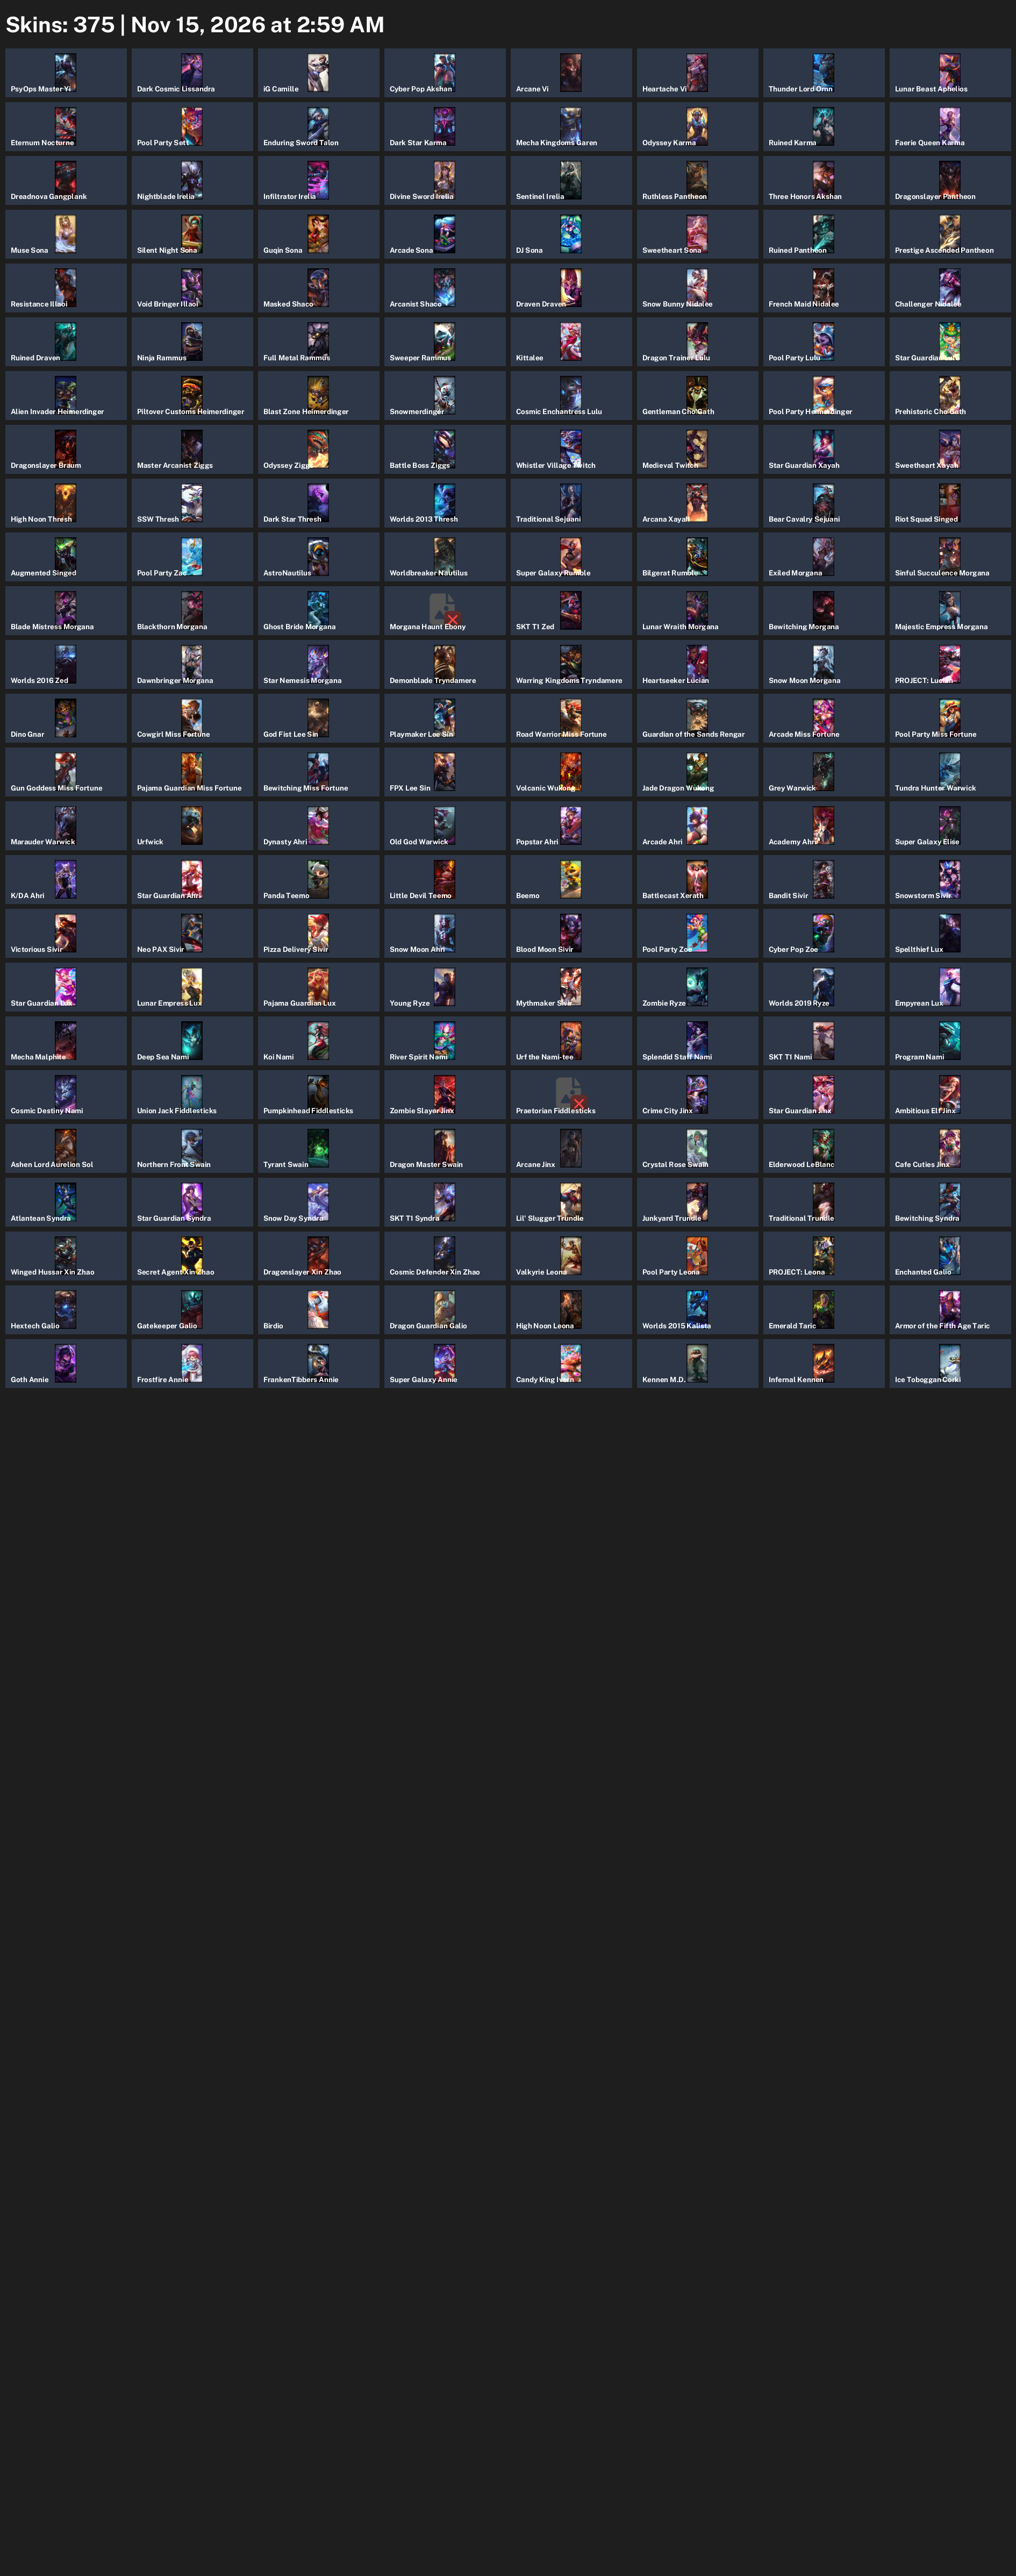 Skins: 375 | Nov 15, 2026 at 2:59 AM
PsyOps Master Yi
Dark Cosmic Lissandra
iG Camille
Cyber Pop Akshan
Arcane Vi
Heartache Vi
Thunder Lord Ornn
Lunar Beast Aphelios
Eternum Nocturne
Pool Party Sett
Enduring Sword Talon
Dark Star Karma
Mecha Kingdoms Garen
Odyssey Karma
Ruined Karma
Faerie Queen Karma
Dreadnova Gangplank
Nightblade Irelia
Infiltrator Irelia
Divine Sword Irelia
Sentinel Irelia
Ruthless Pantheon
Three Honors Akshan
Dragonslayer Pantheon
Muse Sona
Silent Night Sona
Guqin Sona
Arcade Sona
DJ Sona
Sweetheart Sona
Ruined Pantheon
Prestige Ascended Pantheon
Resistance Illaoi
Void Bringer Illaoi
Masked Shaco
Arcanist Shaco
Draven Draven
Snow Bunny Nidalee
French Maid Nidalee
Challenger Nidalee
Ruined Draven
Ninja Rammus
Full Metal Rammus
Sweeper Rammus
Kittalee
Dragon Trainer Lulu
Pool Party Lulu
Star Guardian Lulu
Alien Invader Heimerdinger
Piltover Customs Heimerdinger
Blast Zone Heimerdinger
Snowmerdinger
Cosmic Enchantress Lulu
Gentleman Cho'Gath
Pool Party Heimerdinger
Prehistoric Cho'Gath
Dragonslayer Braum
Master Arcanist Ziggs
Odyssey Ziggs
Battle Boss Ziggs
Whistler Village Twitch
Medieval Twitch
Star Guardian Xayah
Sweetheart Xayah
High Noon Thresh
SSW Thresh
Dark Star Thresh
Worlds 2013 Thresh
Traditional Sejuani
Arcana Xayah
Bear Cavalry Sejuani
Riot Squad Singed
Augmented Singed
Pool Party Zac
AstroNautilus
Worldbreaker Nautilus
Super Galaxy Rumble
Bilgerat Rumble
Exiled Morgana
Sinful Succulence Morgana
Blade Mistress Morgana
Blackthorn Morgana
Ghost Bride Morgana
Morgana Haunt Ebony
SKT T1 Zed
Lunar Wraith Morgana
Bewitching Morgana
Majestic Empress Morgana
Worlds 2016 Zed
Dawnbringer Morgana
Star Nemesis Morgana
Demonblade Tryndamere
Warring Kingdoms Tryndamere
Heartseeker Lucian
Snow Moon Morgana
PROJECT: Lucian
Dino Gnar
Cowgirl Miss Fortune
God Fist Lee Sin
Playmaker Lee Sin
Road Warrior Miss Fortune
Guardian of the Sands Rengar
Arcade Miss Fortune
Pool Party Miss Fortune
Gun Goddess Miss Fortune
Pajama Guardian Miss Fortune
Bewitching Miss Fortune
FPX Lee Sin
Volcanic Wukong
Jade Dragon Wukong
Grey Warwick
Tundra Hunter Warwick
Marauder Warwick
Urfwick
Dynasty Ahri
Old God Warwick
Popstar Ahri
Arcade Ahri
Academy Ahri
Super Galaxy Elise
K/DA Ahri
Star Guardian Ahri
Panda Teemo
Little Devil Teemo
Beemo
Battlecast Xerath
Bandit Sivir
Snowstorm Sivir
Victorious Sivir
Neo PAX Sivir
Pizza Delivery Sivir
Snow Moon Ahri
Blood Moon Sivir
Pool Party Zoe
Cyber Pop Zoe
Spellthief Lux
Star Guardian Lux
Lunar Empress Lux
Pajama Guardian Lux
Young Ryze
Mythmaker Sivir
Zombie Ryze
Worlds 2019 Ryze
Empyrean Lux
Mecha Malphite
Deep Sea Nami
Koi Nami
River Spirit Nami
Urf the Nami-tee
Splendid Staff Nami
SKT T1 Nami
Program Nami
Cosmic Destiny Nami
Union Jack Fiddlesticks
Pumpkinhead Fiddlesticks
Zombie Slayer Jinx
Praetorian Fiddlesticks
Crime City Jinx
Star Guardian Jinx
Ambitious Elf Jinx
Ashen Lord Aurelion Sol
Northern Front Swain
Tyrant Swain
Dragon Master Swain
Arcane Jinx
Crystal Rose Swain
Elderwood LeBlanc
Cafe Cuties Jinx
Atlantean Syndra
Star Guardian Syndra
Snow Day Syndra
SKT T1 Syndra
Lil' Slugger Trundle
Junkyard Trundle
Traditional Trundle
Bewitching Syndra
Winged Hussar Xin Zhao
Secret Agent Xin Zhao
Dragonslayer Xin Zhao
Cosmic Defender Xin Zhao
Valkyrie Leona
Pool Party Leona
PROJECT: Leona
Enchanted Galio
Hextech Galio
Gatekeeper Galio
Birdio
Dragon Guardian Galio
High Noon Leona
Worlds 2015 Kalista
Emerald Taric
Armor of the Fifth Age Taric
Goth Annie
Frostfire Annie
FrankenTibbers Annie
Super Galaxy Annie
Candy King Ivern
Kennen M.D.
Infernal Kennen
Ice Toboggan Corki